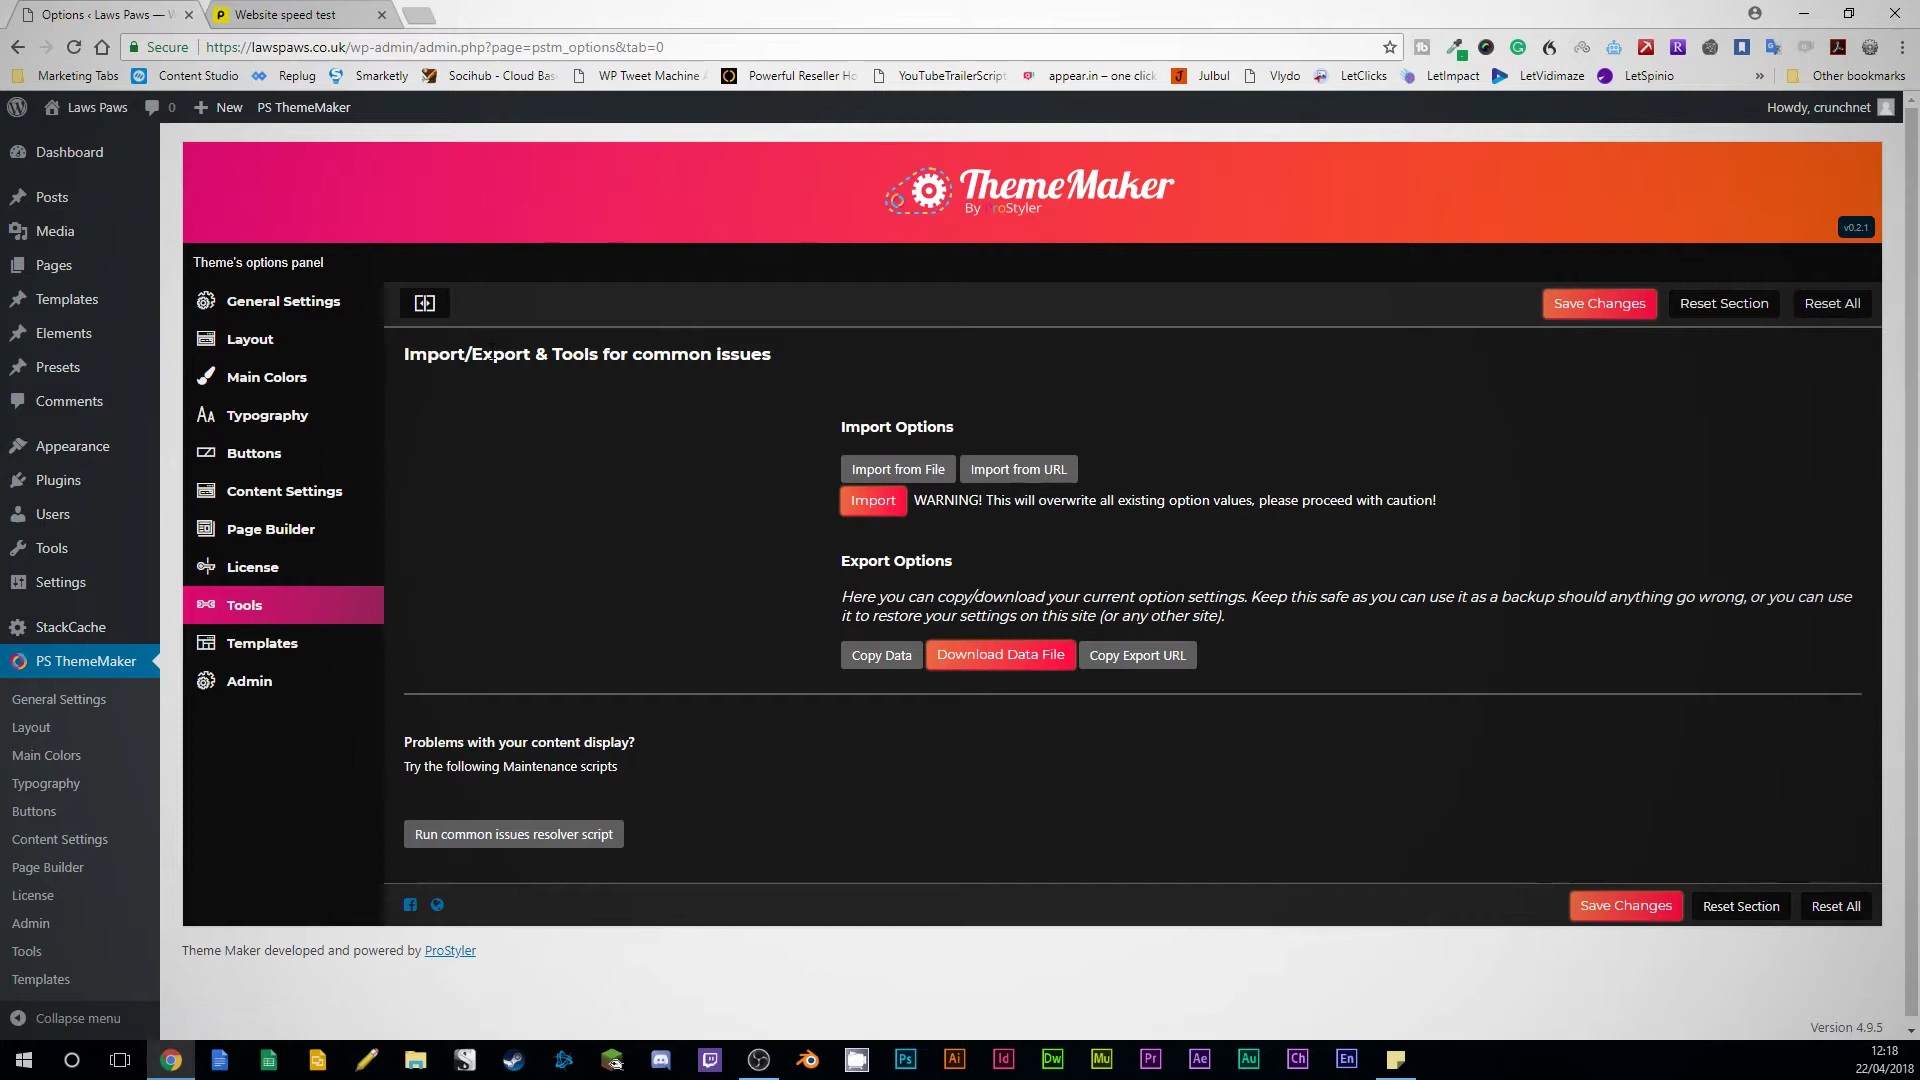 Options ‹ Laws Paws — W
Website speed test
Secure
https://lawspaws.co.uk/wp-admin/admin.php?page=pstm_options&tab=0
Marketing Tabs
Content Studio
Replug
Smarketly
Socihub - Cloud Bas
WP Tweet Machine A
Powerful Reseller Ho
YouTubeTrailerScript
appear.in – one click
Julbul
Vlydo
LetClicks
LetImpact
LetVidimaze
LetSpinio
»
Other bookmarks
Laws Paws
0
New
PS ThemeMaker
Howdy, crunchnet
Dashboard
Posts
Media
Pages
Templates
Elements
Presets
Comments
Appearance
Plugins
Users
Tools
Settings
StackCache
PS ThemeMaker
General Settings
Layout
Main Colors
Typography
Buttons
Content Settings
Page Builder
License
Admin
Tools
Templates
Collapse menu
ThemeMaker
By ProStyler
v0.2.1
Theme's options panel
General Settings
Layout
Main Colors
Typography
Buttons
Content Settings
Page Builder
License
Tools
Templates
Admin
Save Changes
Reset Section
Reset All
Import/Export & Tools for common issues
Import Options
Import from File
Import from URL
Import
WARNING! This will overwrite all existing option values, please proceed with caution!
Export Options
Here you can copy/download your current option settings. Keep this safe as you can use it as a backup should anything go wrong, or you can use
it to restore your settings on this site (or any other site).
Copy Data
Download Data File
Copy Export URL
Problems with your content display?
Try the following Maintenance scripts
Run common issues resolver script
Save Changes
Reset Section
Reset All
Theme Maker developed and powered by ProStyler
Version 4.9.5
Ps
Ai
Id
Dw
Mu
Pr
Ae
Au
Ch
En
12:18
22/04/2018